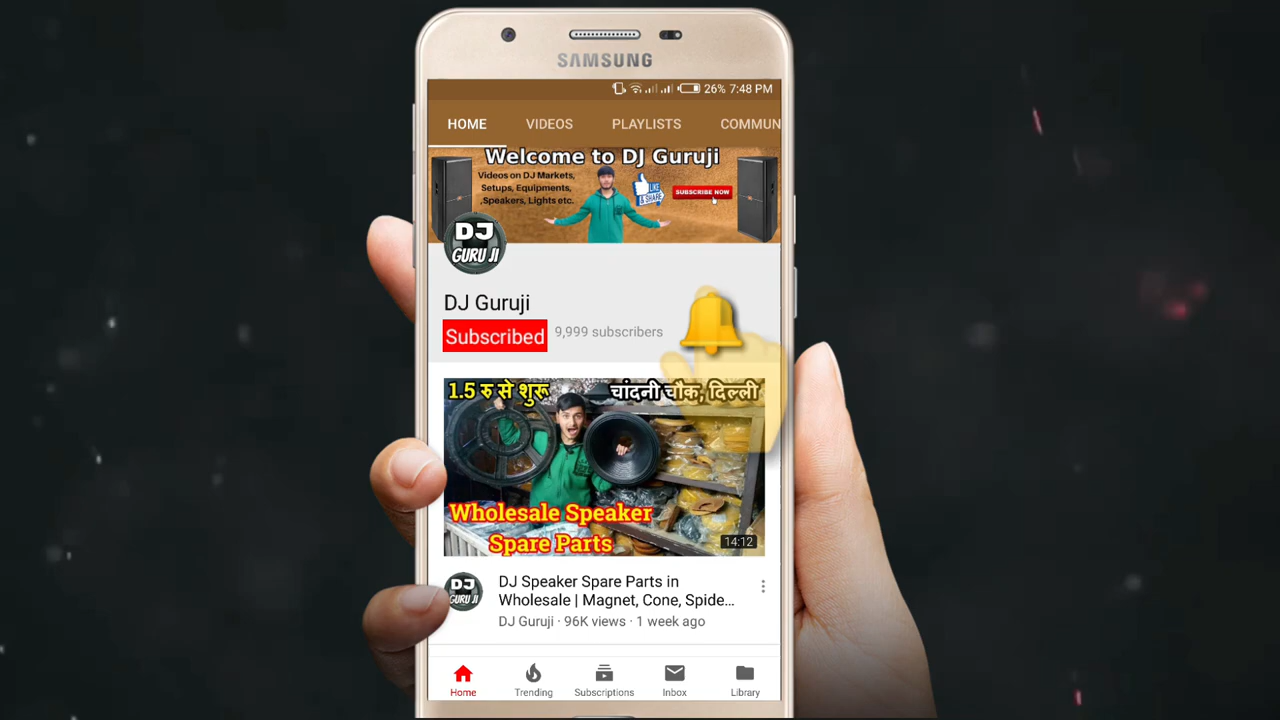 SAMSUNG
26% 7:48 PM
HOME VIDEOS PLAYLISTS COMMUN
Welcome to DJ Guruji
Videos on DJ Markets,
Setups, Equipments,
,Speakers, Lights etc.
LIKE
& SHARE
SUBSCRIBE NOW
DJ
GURU JI
DJ Guruji
Subscribed 9,999 subscribers
1.5 रु से शुरू चांदनी चौक, दिल्ली
Wholesale Speaker
Spare Parts
14:12
DJ
GURU JI
DJ Speaker Spare Parts in
Wholesale | Magnet, Cone, Spide...
DJ Guruji · 96K views · 1 week ago
Home Trending Subscriptions Inbox Library